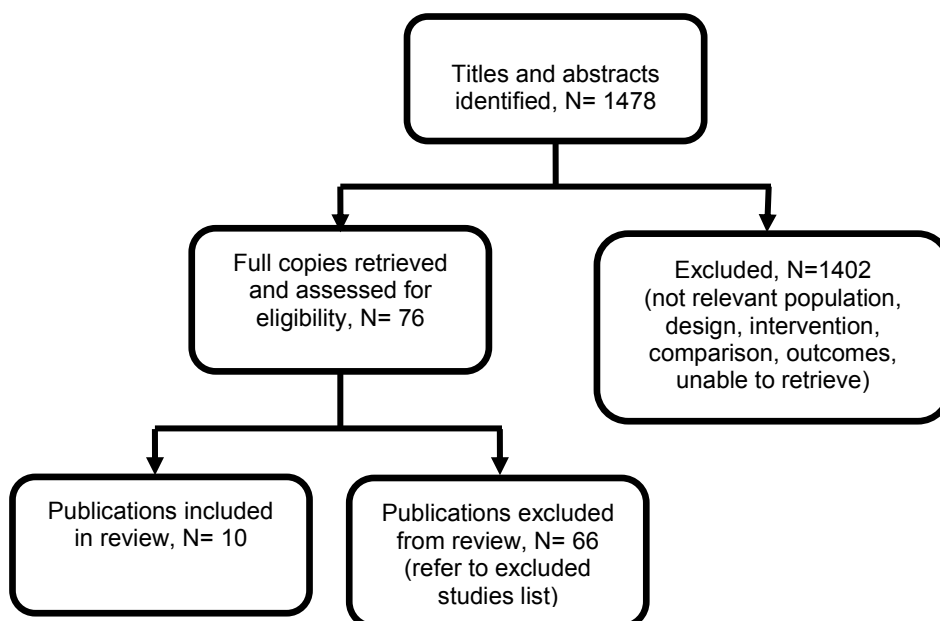 Titles and abstracts
identified, N= 1478
Full copies retrieved
and assessed for
eligibility, N= 76
Excluded, N=1402
(not relevant population,
design, intervention,
comparison, outcomes,
unable to retrieve)
Publications included
in review, N= 10
Publications excluded
from review, N= 66
(refer to excluded
studies list)